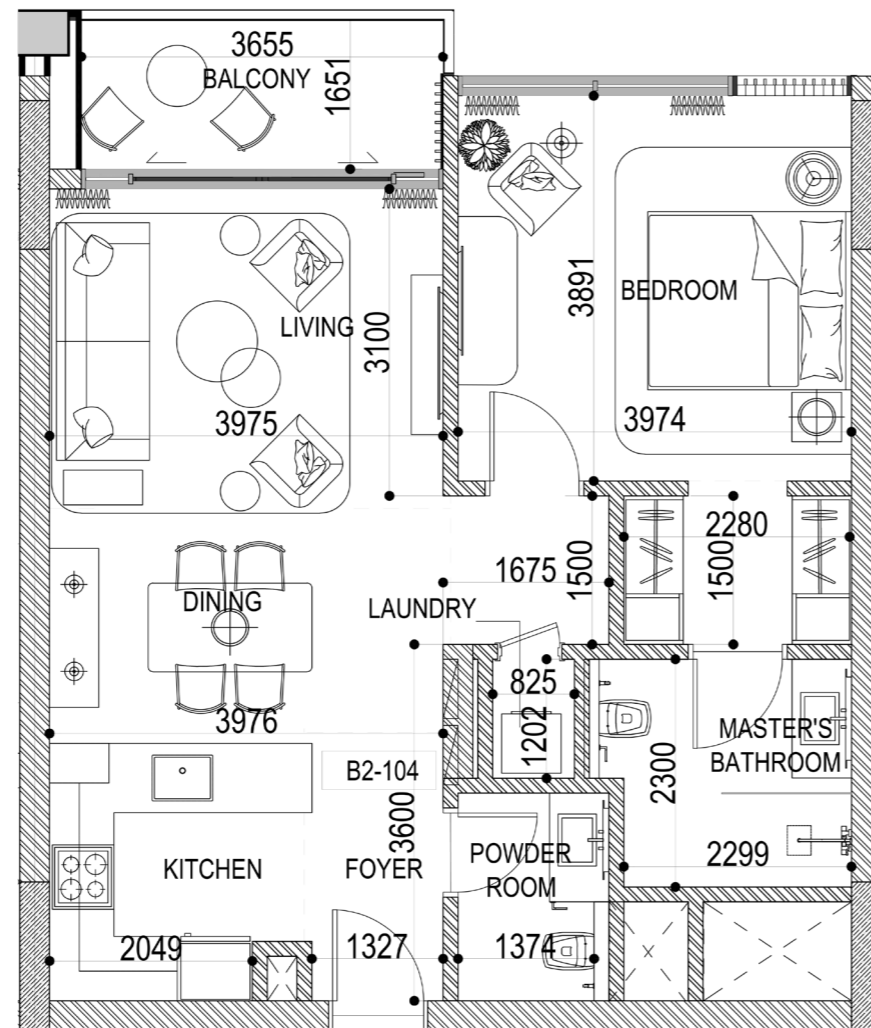 3655
BALCONY
1651
3891
BEDROOM
LIVING
3100
3975
3974
2280
1500
1500
1675
DINING
LAUNDRY
825
3976
1202
MASTER'S
BATHROOM
B2-104
2300
3600
KITCHEN
FOYER
POWDER
ROOM
2299
2049
1327
1374